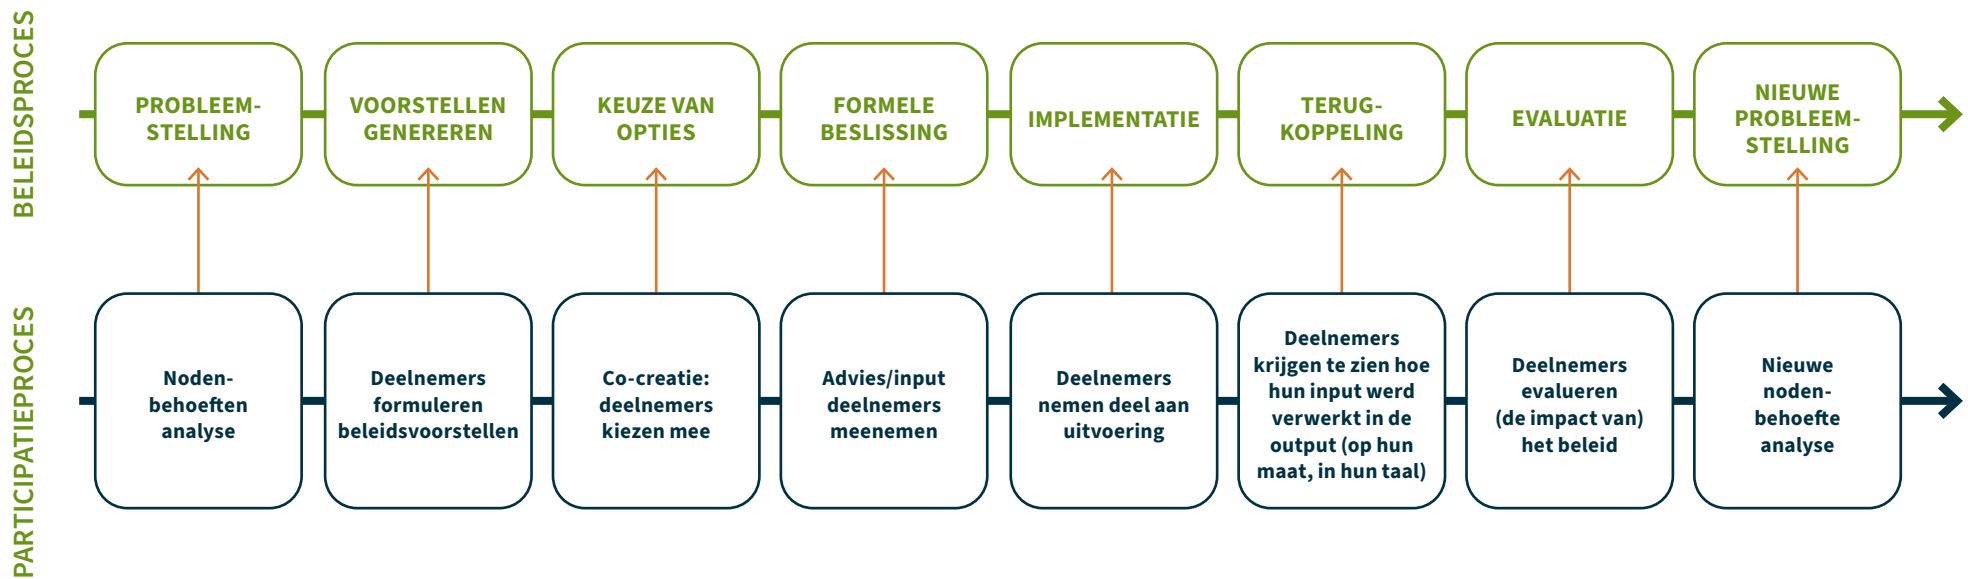 BELEIDSPROCES
PROBLEEM-
STELLING
VOORSTELLEN
GENEREREN
KEUZE VAN
OPTIES
FORMELE
BESLISSING
IMPLEMENTATIE
TERUG-
KOPPELING
EVALUATIE
NIEUWE
PROBLEEM-
STELLING
PARTICIPATIEPROCES
Noden-
behoeften
analyse
Deelnemers
formuleren
beleidsvoorstellen
Co-creatie:
deelnemers
kiezen mee
Advies/input
deelnemers
meenemen
Deelnemers
nemen deel aan
uitvoering
Deelnemers
krijgen te zien hoe
hun input werd
verwerkt in de
output (op hun
maat, in hun taal)
Deelnemers
evalueren
(de impact van)
het beleid
Nieuwe
noden-
behoefte
analyse